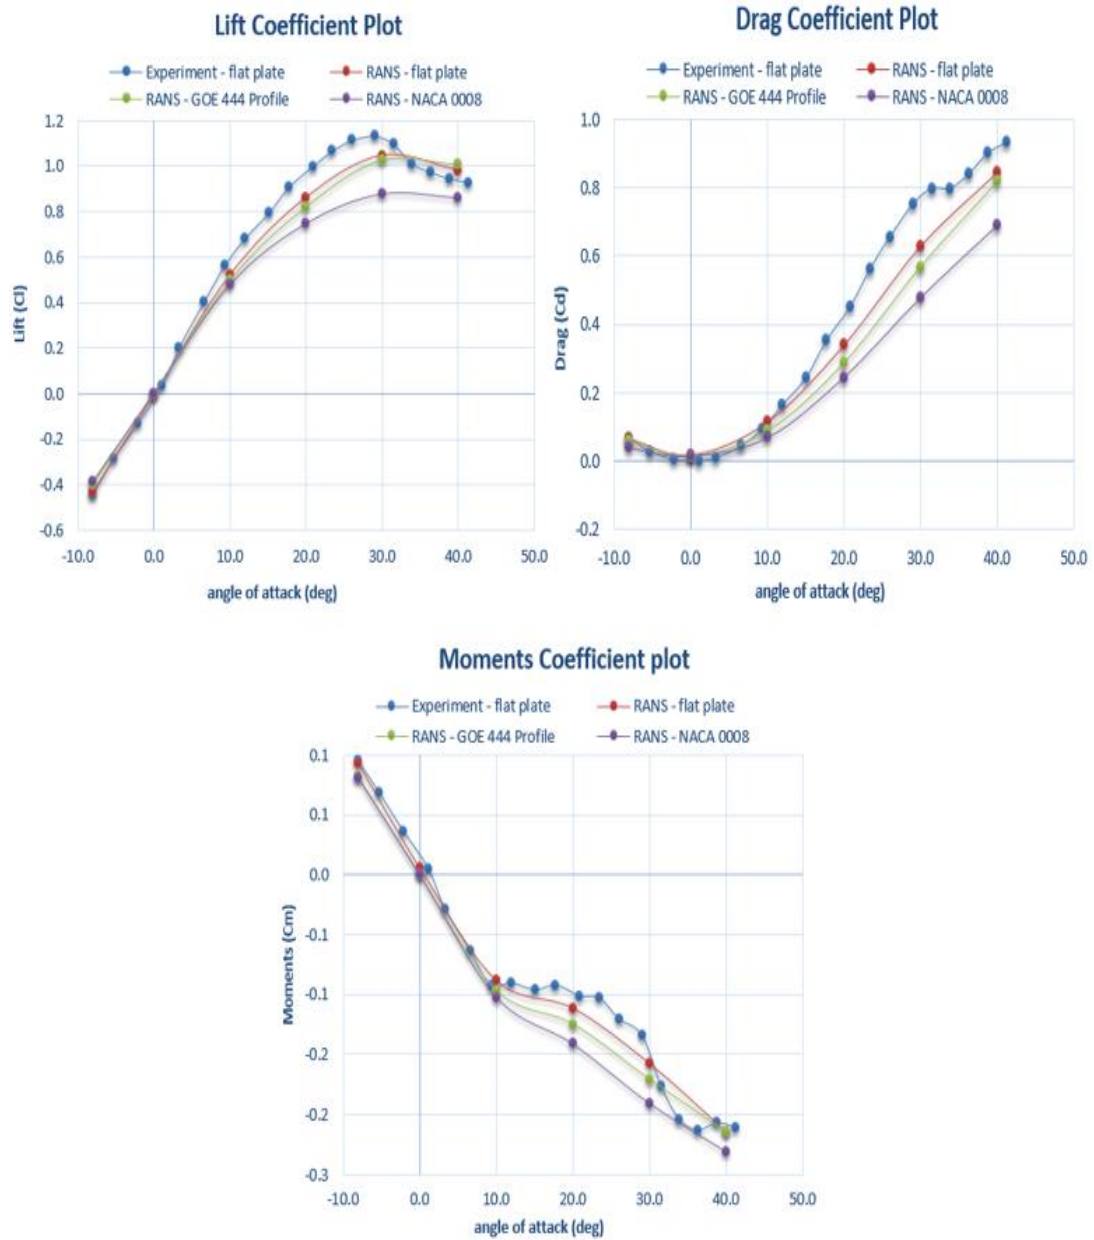 Lift Coefficient Plot
Experiment - flat plate RANS - flat plate
RANS - GOE 444 Profile RANS - NACA 0008
1.2
1.0
0.8
0.6
0.4
0.2
0.0
-0.2
-0.4
-0.6
Lift (Cl)
-10.0 0.0 10.0 20.0 30.0 40.0 50.0
angle of attack (deg)
Drag Coefficient Plot
Experiment - flat plate RANS - flat plate
RANS - GOE 444 Profile RANS - NACA 0008
1.0
0.8
0.6
0.4
0.2
0.0
-0.2
Drag (Cd)
-10.0 0.0 10.0 20.0 30.0 40.0 50.0
angle of attack (deg)
Moments Coefficient plot
Experiment - flat plate RANS - flat plate
RANS - GOE 444 Profile RANS - NACA 0008
0.1
0.1
0.0
-0.1
-0.1
-0.2
-0.2
-0.3
Moments (Cm)
-10.0 0.0 10.0 20.0 30.0 40.0 50.0
angle of attack (deg)